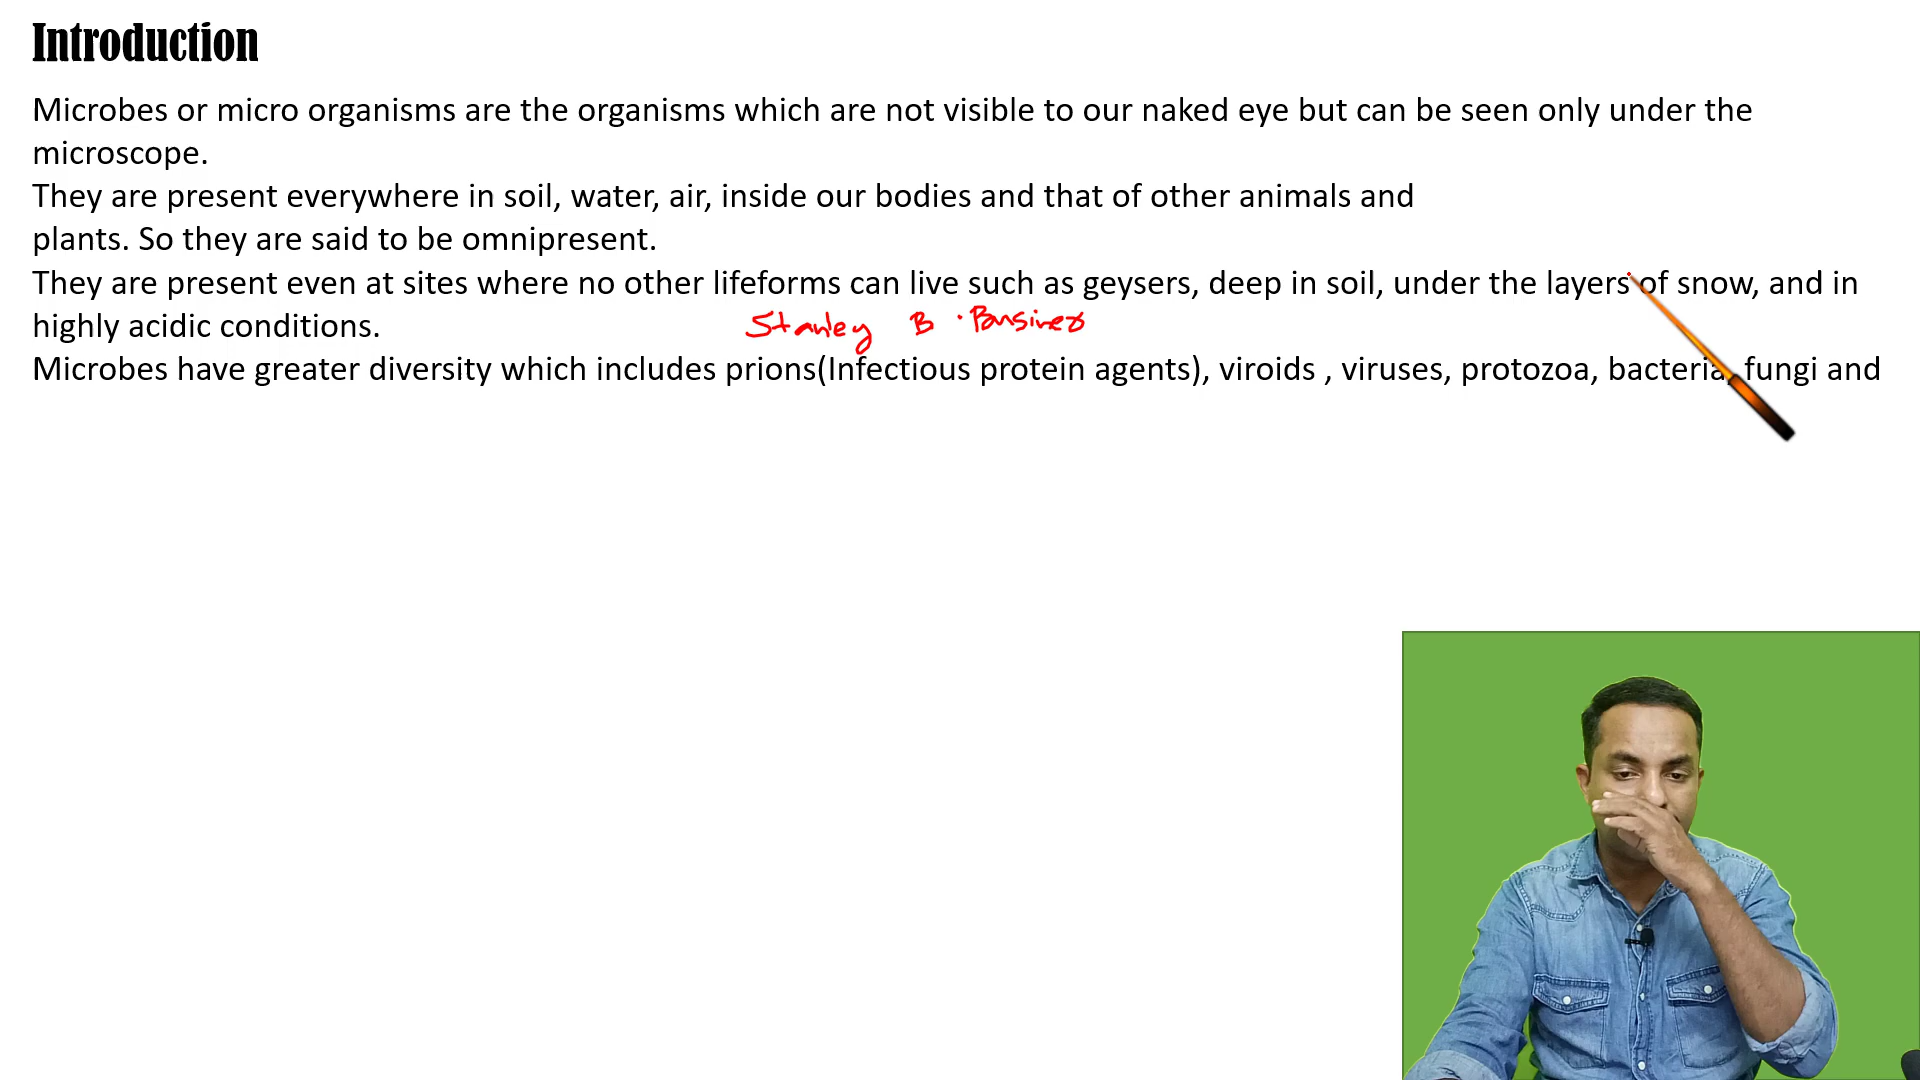 Introduction
Microbes or micro organisms are the organisms which are not visible to our naked eye but can be seen only under the
microscope.
They are present everywhere in soil, water, air, inside our bodies and that of other animals and
plants. So they are said to be omnipresent.
They are present even at sites where no other lifeforms can live such as geysers, deep in soil, under the layers of snow, and in
highly acidic conditions.
Stanley B.
Microbes have greater diversity which includes prions(Infectious protein agents), viroids , viruses, protozoa, bacteria, fungi and